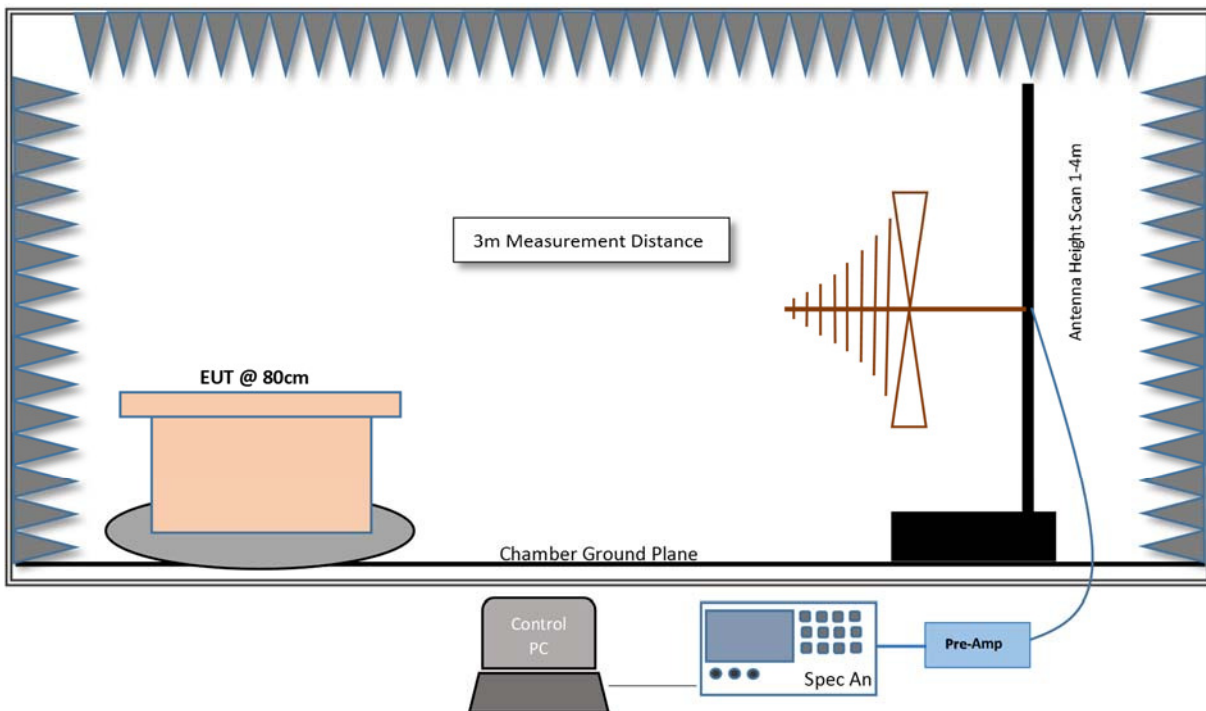 3m Measurement Distance
Antenna Height Scan 1-4m
EUT @ 80cm
Chamber Ground Plane
Control
PC
Spec An
Pre-Amp